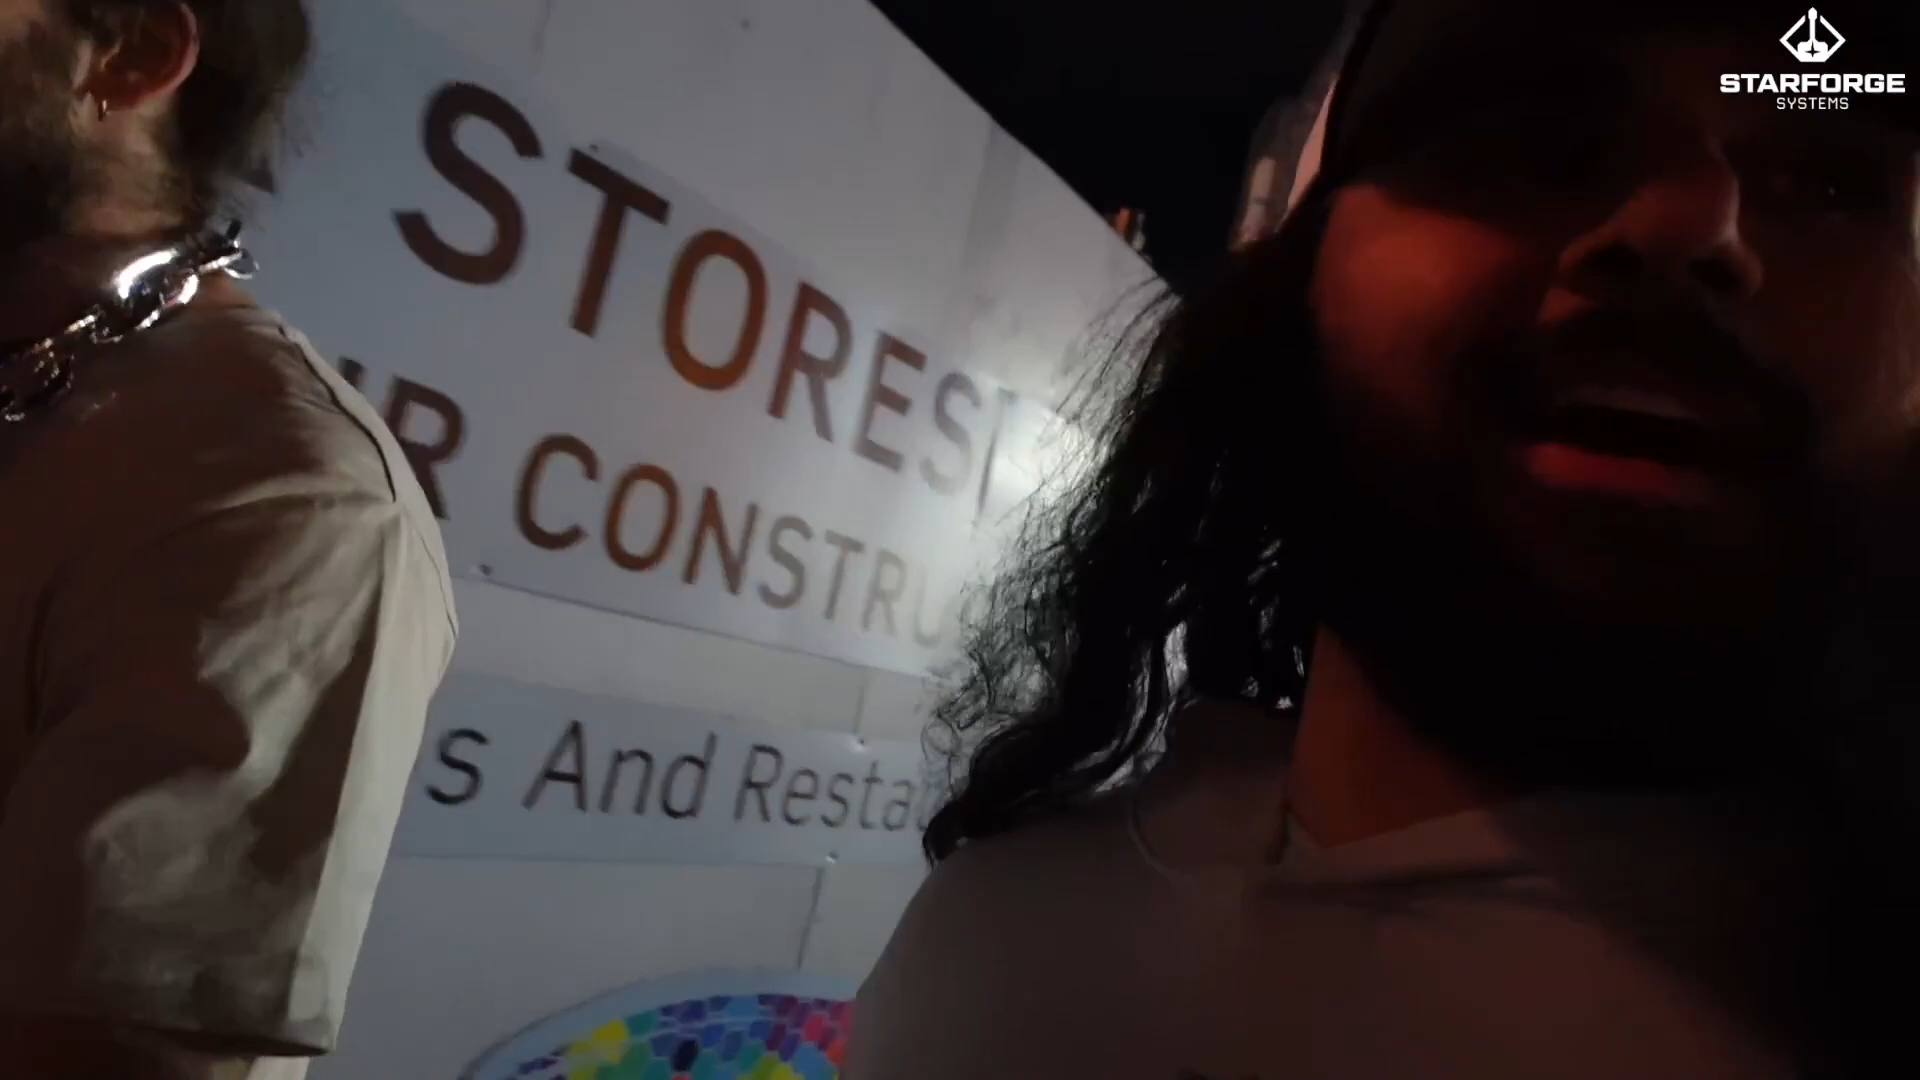 STARFORGE
SYSTEMS
STORES
R CONSTRU
s And Resta